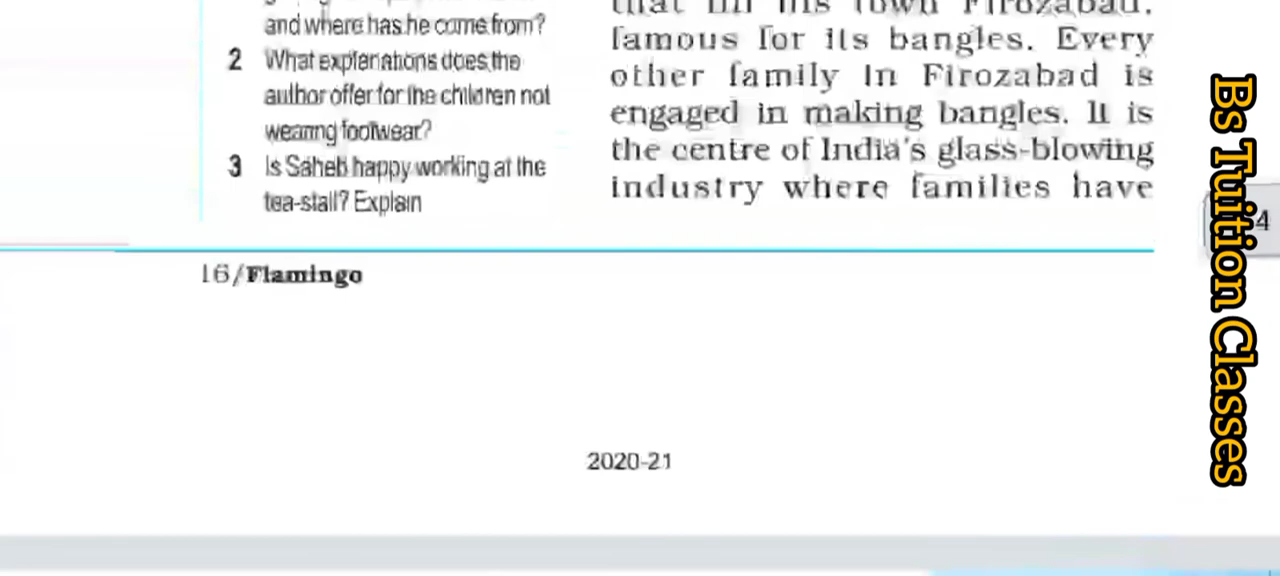 and where has he come from?
2 What explanations does the
author offer for the children not
wearing footwear?
3 Is Saheb happy working at the
tea-stall? Explain
famous for its bangles. Every
other family in Firozabad is
engaged in making bangles. It is
the centre of India's glass-blowing
industry where families have
16/Flamingo
2020-21
4
Bs Tuition Classes